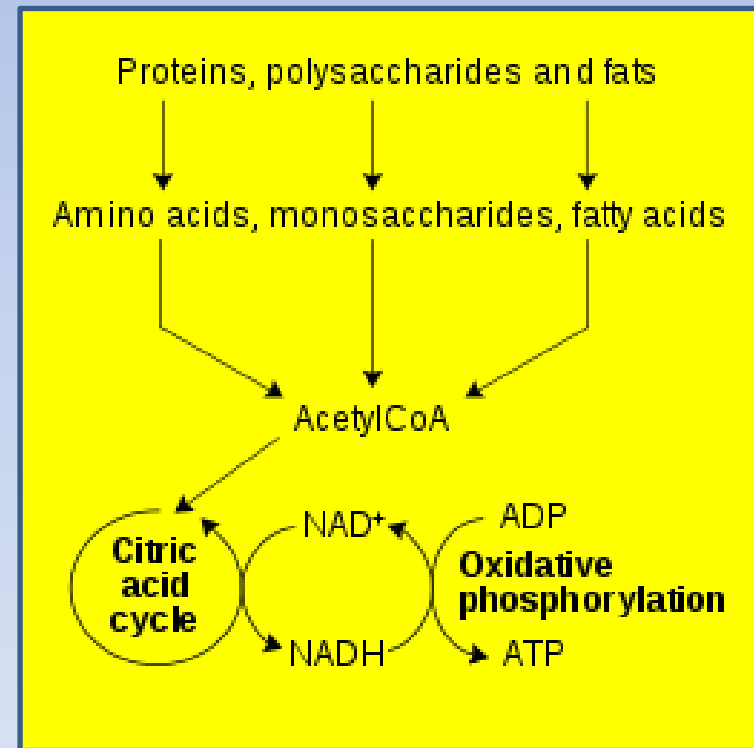 Proteins, polysaccharides and fats
Amino acids, monosaccharides, fatty acids
AcetylCoA
Citric
acid
cycle
NAD⁺
NADH
ADP
Oxidative
phosphorylation
ATP